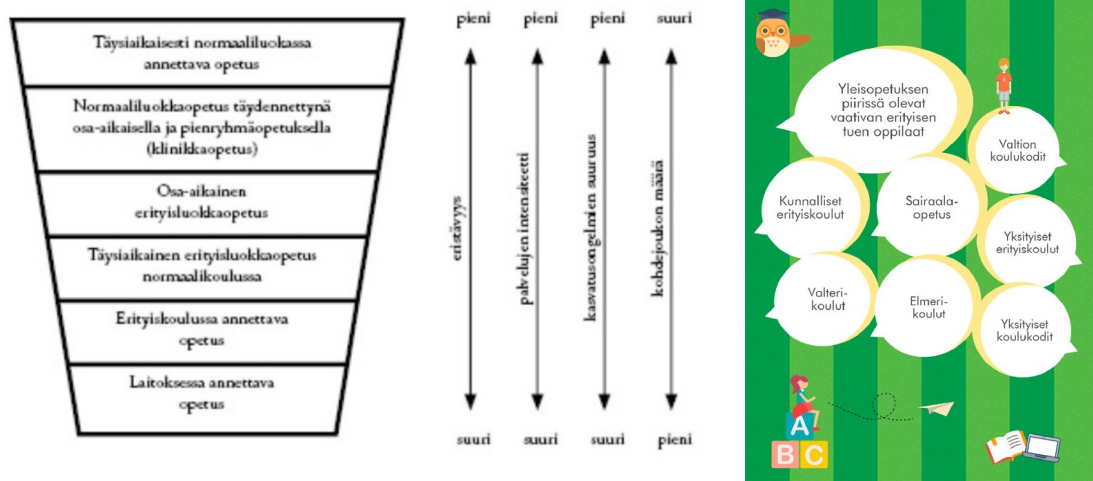 Täysiaikaisesti normaaliluokassa
annettava opetus
Normaaliluokkaopetus täydennettynä
osa-aikaisella ja pienryhmäopetuksella
(klinikkaopetus)
Osa-aikainen
erityisluokkaopetus
Täysiaikainen erityisluokkaopetus
normaalikoulussa
Erityiskoulussa annettava
opetus
Laitoksessa annettava
opetus
pieni pieni pieni suuri
eristävyys
palvelujen intensiteetti
kasvatusongelmien suuruus
kohdejoukon määrä
suuri suuri suuri pieni
Yleisopetuksen
piirissä olevat
vaativan erityisen
tuen oppilaat
Valtion
koulukodit
Kunnalliset
erityiskoulut
Sairaala-
opetus
Yksityiset
erityiskoulut
Valteri-
koulut
Elmeri-
koulut
Yksityiset
koulukodit
A
B C